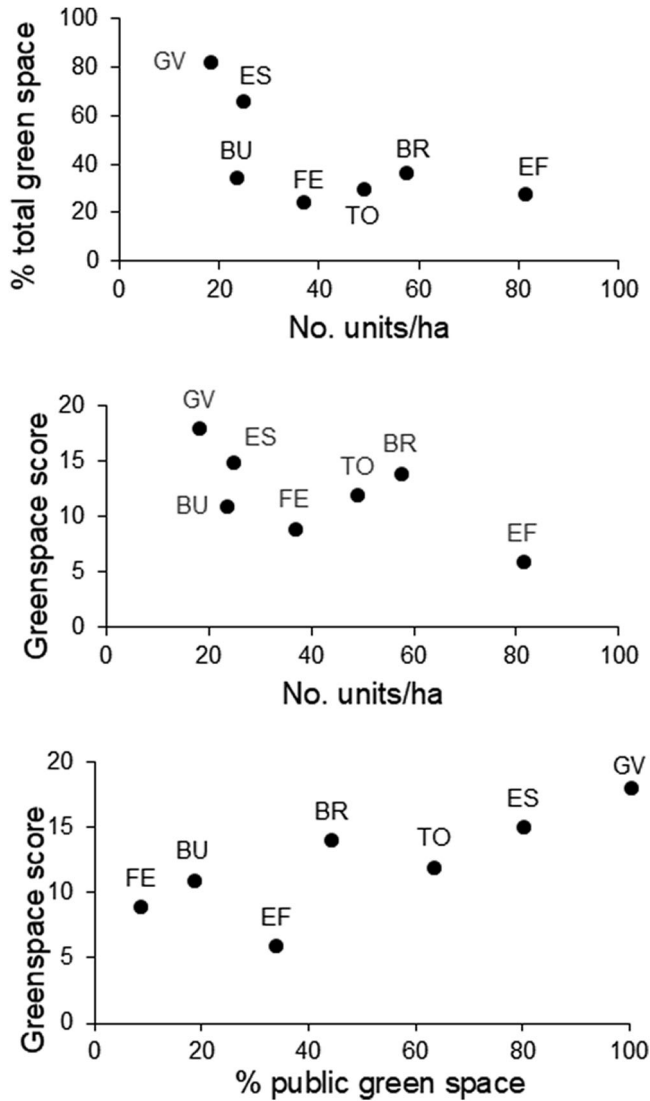 % total green space
100
80
60
40
20
0
GV
ES
BU
FE
TO
BR
EF
0 20 40 60 80 100
No. units/ha
Greenspace score
20
15
10
5
0
GV
ES
BU
FE
TO
BR
EF
0 20 40 60 80 100
No. units/ha
Greenspace score
20
15
10
5
0
FE
BU
EF
BR
TO
ES
GV
0 20 40 60 80 100
% public green space